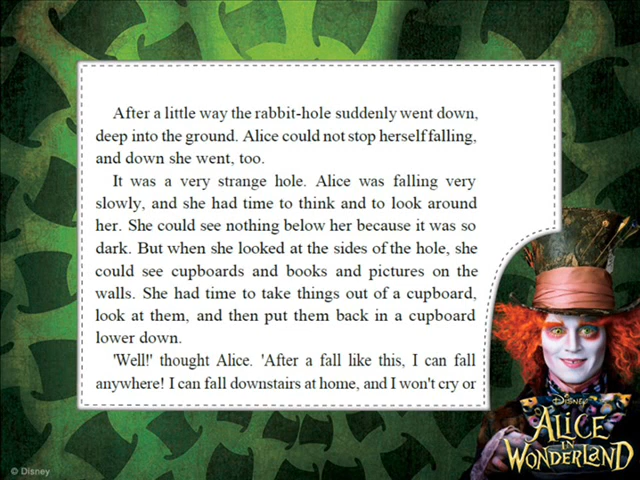 After a little way the rabbit-hole suddenly went down,
deep into the ground. Alice could not stop herself falling,
and down she went, too.
It was a very strange hole. Alice was falling very
slowly, and she had time to think and to look around
her. She could see nothing below her because it was so
dark. But when she looked at the sides of the hole, she
could see cupboards and books and pictures on the
walls. She had time to take things out of a cupboard,
look at them, and then put them back in a cupboard
lower down.
'Well!' thought Alice. 'After a fall like this, I can fall
anywhere! I can fall downstairs at home, and I won't cry or
DISNEY
ALICE
IN
WONDERLAND
© Disney